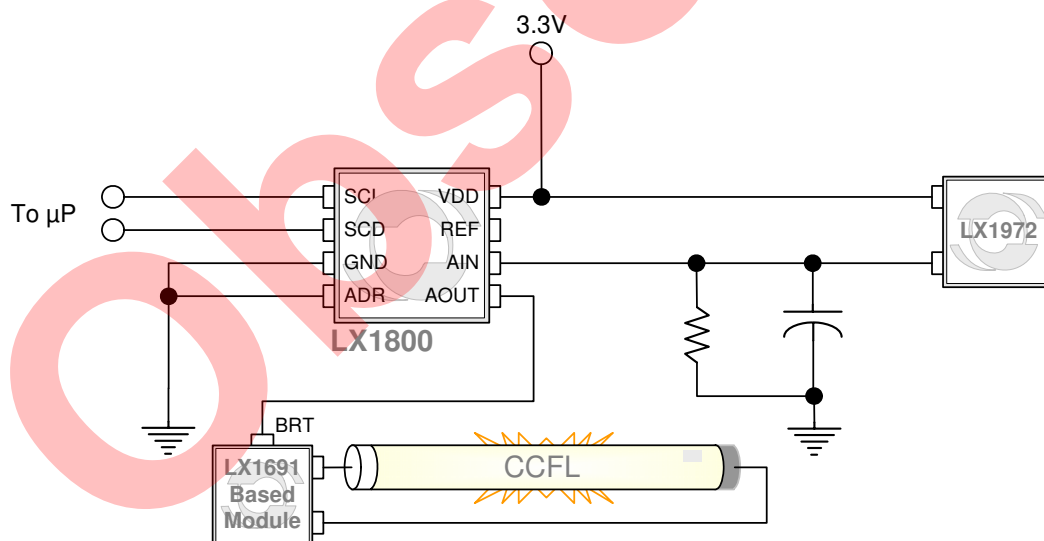 3.3V
To µP
SCL
SCD
GND
ADR
VDD
REF
AIN
AOUT
LX1800
LX1972
BRT
LX1691
Based
Module
CCFL
Obs